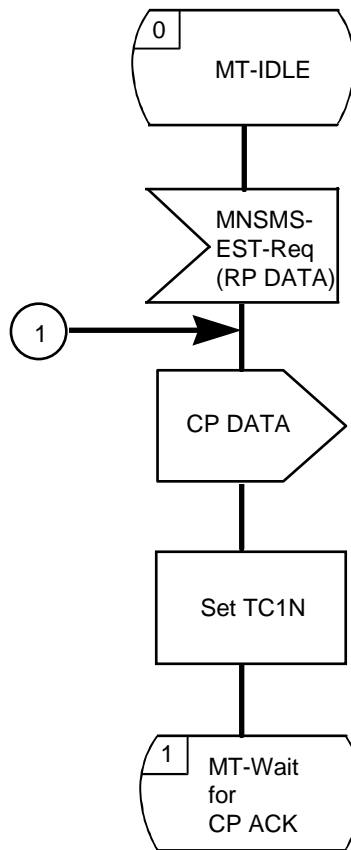 0
MT-IDLE
MNSMS-
EST-Req
(RP DATA)
1
CP DATA
Set TC1N
1
MT-Wait
for
CP ACK